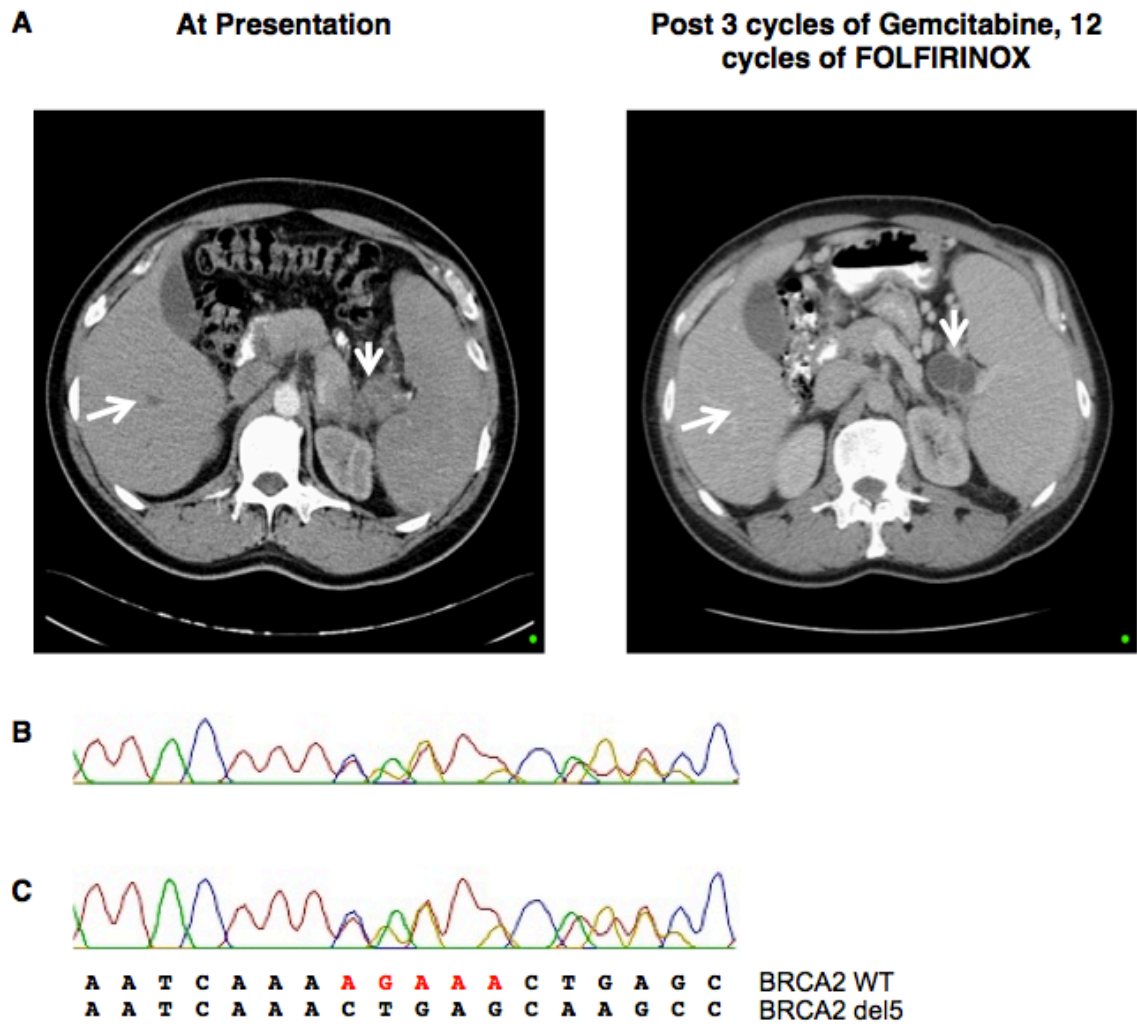 A
At Presentation
Post 3 cycles of Gemcitabine, 12
cycles of FOLFIRINOX
B
C
A A T C A A A A G A A A C T G A G C BRCA2 WT
A A T C A A A C T G A G C A A G C C BRCA2 del5